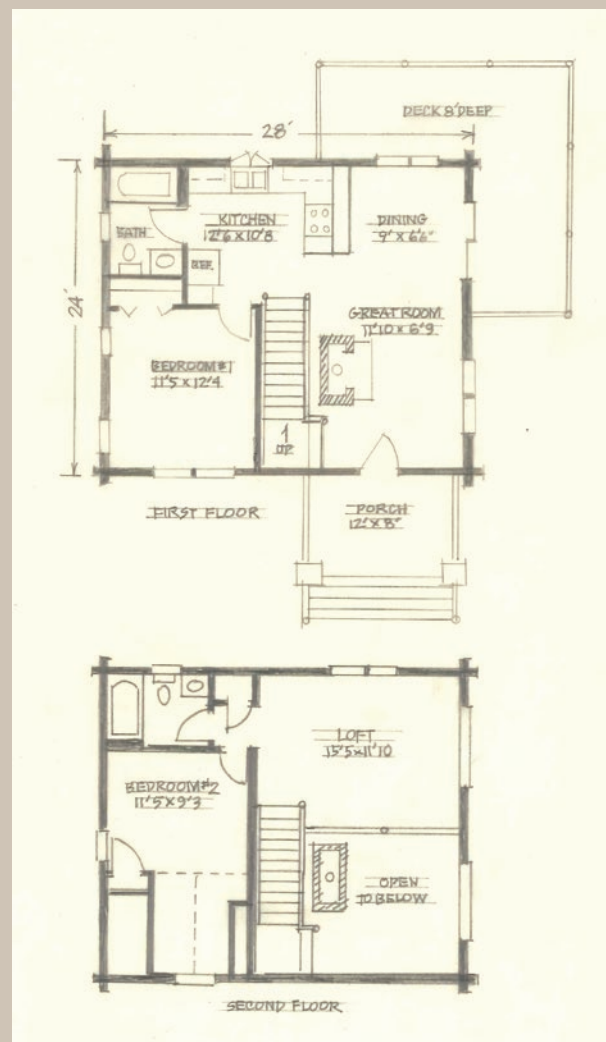 DECK 8' DEEP
28'
KITCHEN
12'6 X 10'8
DINING
9' X 6'6"
BATH
REF.
24'
GREAT ROOM
11'10 X 6'9
BEDROOM #1
11'5 X 12'4
1
UP
FIRST FLOOR
PORCH
12' X 8"
LOFT
15'5 X 11'10
BEDROOM #2
11'5 X 9'3
OPEN
TO BELOW
SECOND FLOOR